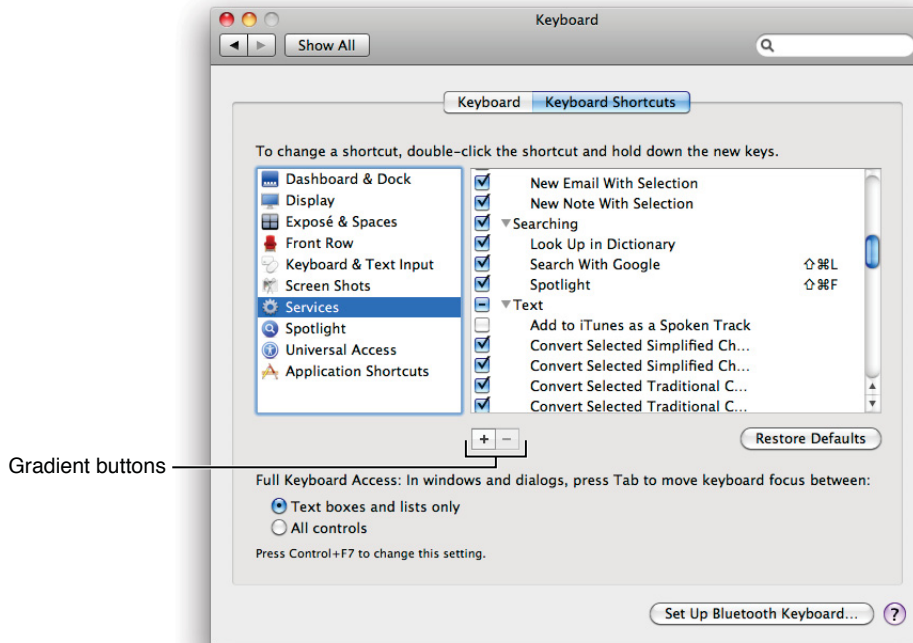 Keyboard
Show All
Keyboard Keyboard Shortcuts
To change a shortcut, double-click the shortcut and hold down the new keys.
Dashboard & Dock
Display
Exposé & Spaces
Front Row
Keyboard & Text Input
Screen Shots
Services
Spotlight
Universal Access
Application Shortcuts
New Email With Selection
New Note With Selection
Searching
Look Up in Dictionary
Search With Google ⇧⌘L
Spotlight ⇧⌘F
Text
Add to iTunes as a Spoken Track
Convert Selected Simplified Ch...
Convert Selected Simplified Ch...
Convert Selected Traditional C...
Convert Selected Traditional C...
+ −
Restore Defaults
Gradient buttons
Full Keyboard Access: In windows and dialogs, press Tab to move keyboard focus between:
Text boxes and lists only
All controls
Press Control+F7 to change this setting.
Set Up Bluetooth Keyboard... ?